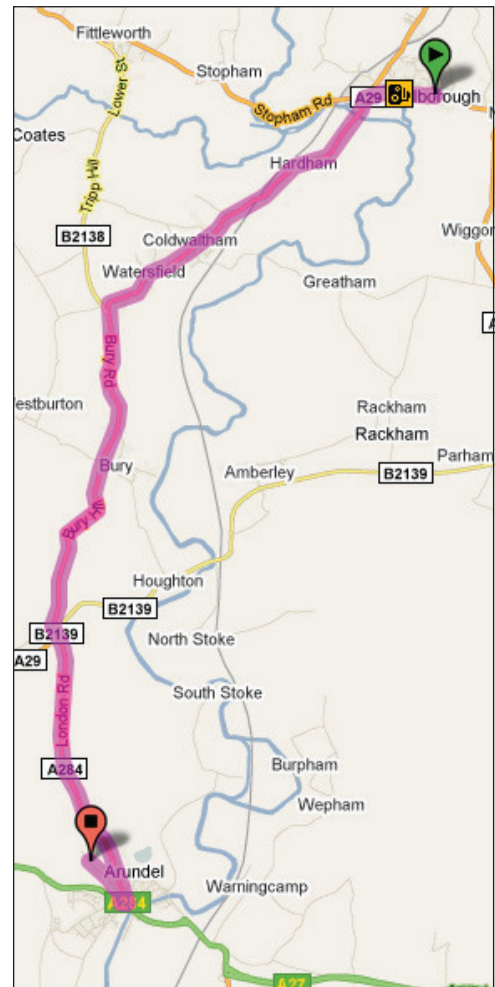 Fittleworth
Lower St
Stopham
Stopham Rd
A29
lborough
Coates
Tripp Hill
Hardham
B2138
Coldwaltham
Wiggon
Watersfield
Greatham
Bury Rd
Westburton
Rackham
Rackham
Bury
Amberley
Parham
B2139
Bury Hill
Houghton
B2139
B2139
North Stoke
A29
London Rd
South Stoke
A284
Burpham
Wepham
Arundel
Warningcamp
A284
A27